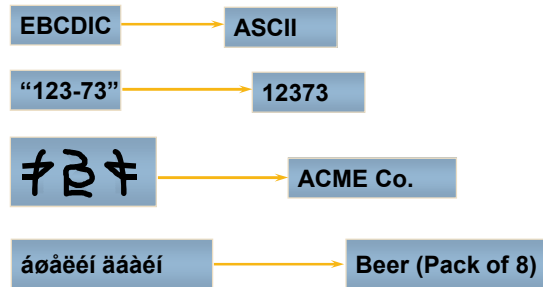 EBCDIC ASCII
“123-73” 12373
ACME Co.
áøåëéí äáàéí Beer (Pack of 8)